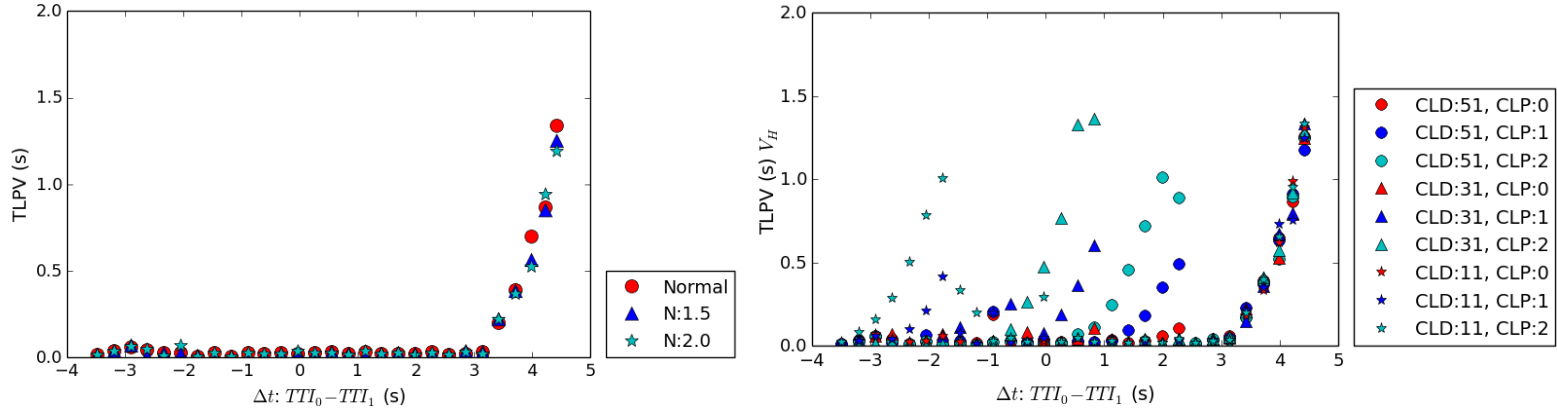 2.0
1.5
1.0
0.5
0.0
TLPV (s)
−4 −3 −2 −1 0 1 2 3 4 5
Δt: TTI₀−TTI₁ (s)
Normal
N:1.5
N:2.0
2.0
1.5
1.0
0.5
0.0
TLPV (s) V_H
−4 −3 −2 −1 0 1 2 3 4 5
Δt: TTI₀−TTI₁ (s)
CLD:51, CLP:0
CLD:51, CLP:1
CLD:51, CLP:2
CLD:31, CLP:0
CLD:31, CLP:1
CLD:31, CLP:2
CLD:11, CLP:0
CLD:11, CLP:1
CLD:11, CLP:2